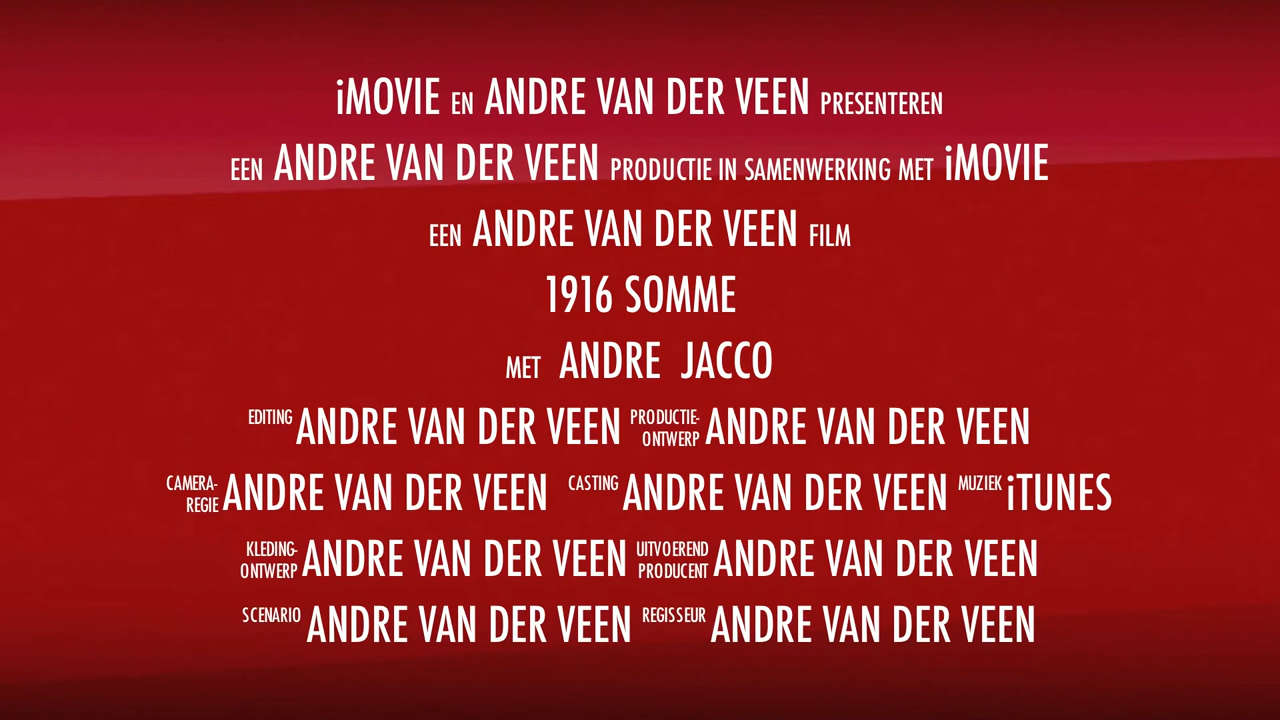 iMOVIE EN ANDRE VAN DER VEEN PRESENTEREN
EEN ANDRE VAN DER VEEN PRODUCTIE IN SAMENWERKING MET iMOVIE
EEN ANDRE VAN DER VEEN FILM
1916 SOMME
MET ANDRE JACCO
EDITING ANDRE VAN DER VEEN PRODUCTIE-ONTWERP ANDRE VAN DER VEEN
CAMERA-REGIE ANDRE VAN DER VEEN CASTING ANDRE VAN DER VEEN MUZIEK iTUNES
KLEDING-ONTWERP ANDRE VAN DER VEEN UITVOEREND PRODUCENT ANDRE VAN DER VEEN
SCENARIO ANDRE VAN DER VEEN REGISSEUR ANDRE VAN DER VEEN